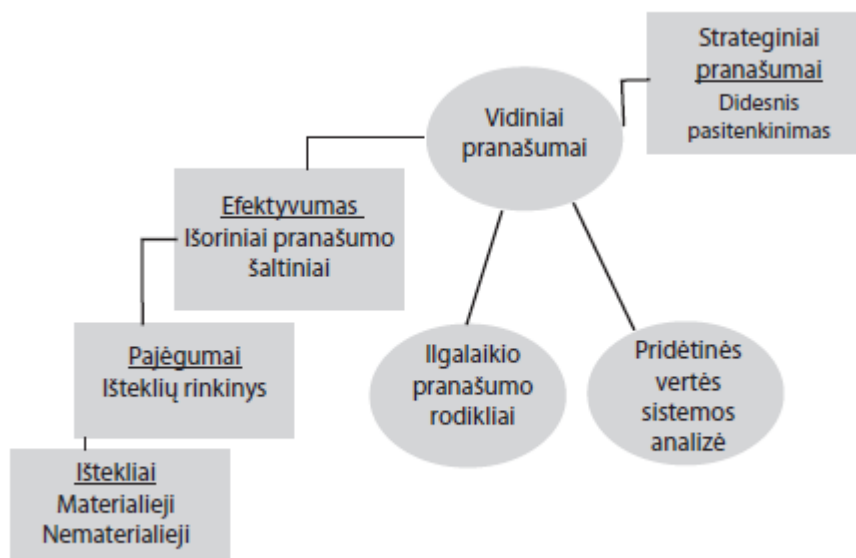 Strateginiai
pranašumai
Didesnis
pasitenkinimas
Vidiniai
pranašumai
Efektyvumas
Išoriniai pranašumo
šaltiniai
Pajėgumai
Išteklių rinkinys
Ištekliai
Materialieji
Nematerialieji
Ilgalaikio
pranašumo
rodikliai
Pridėtinės
vertės
sistemos
analizė